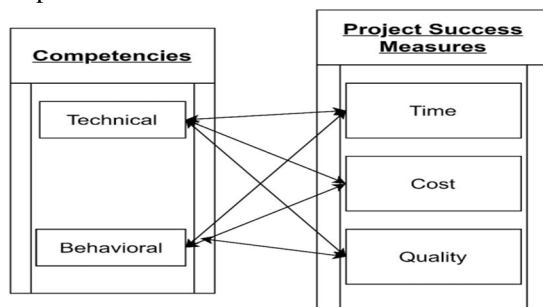 Competencies
Technical
Behavioral
Project Success
Measures
Time
Cost
Quality